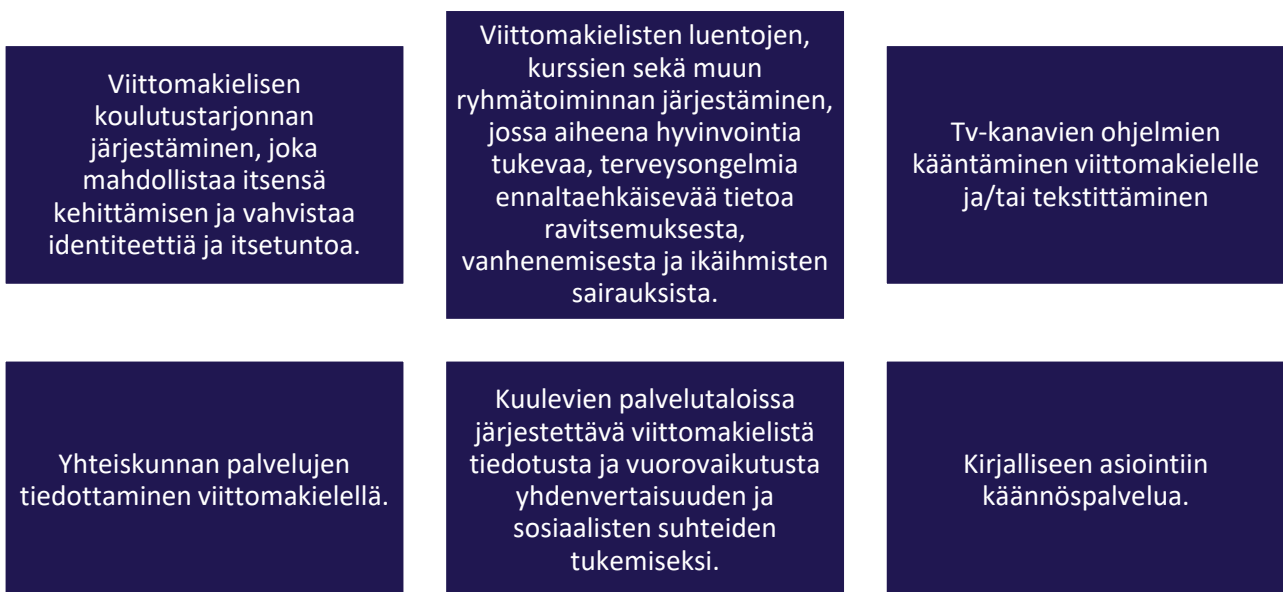 Viittomakielisen
koulutustarjonnan
järjestäminen, joka
mahdollistaa itsensä
kehittämisen ja vahvistaa
identiteettiä ja itsetuntoa.
Viittomakielisten luentojen,
kurssien sekä muun
ryhmätoiminnan järjestäminen,
jossa aiheena hyvinvointia
tukevaa, terveysongelmia
ennaltaehkäisevää tietoa
ravitsemuksesta,
vanhenemisesta ja ikäihmisten
sairauksista.
Tv-kanavien ohjelmien
kääntäminen viittomakielelle
ja/tai tekstittäminen
Yhteiskunnan palvelujen
tiedottaminen viittomakielellä.
Kuulevien palvelutaloissa
järjestettävä viittomakielistä
tiedotusta ja vuorovaikutusta
yhdenvertaisuuden ja
sosiaalisten suhteiden
tukemiseksi.
Kirjalliseen asiointiin
käännöspalvelua.